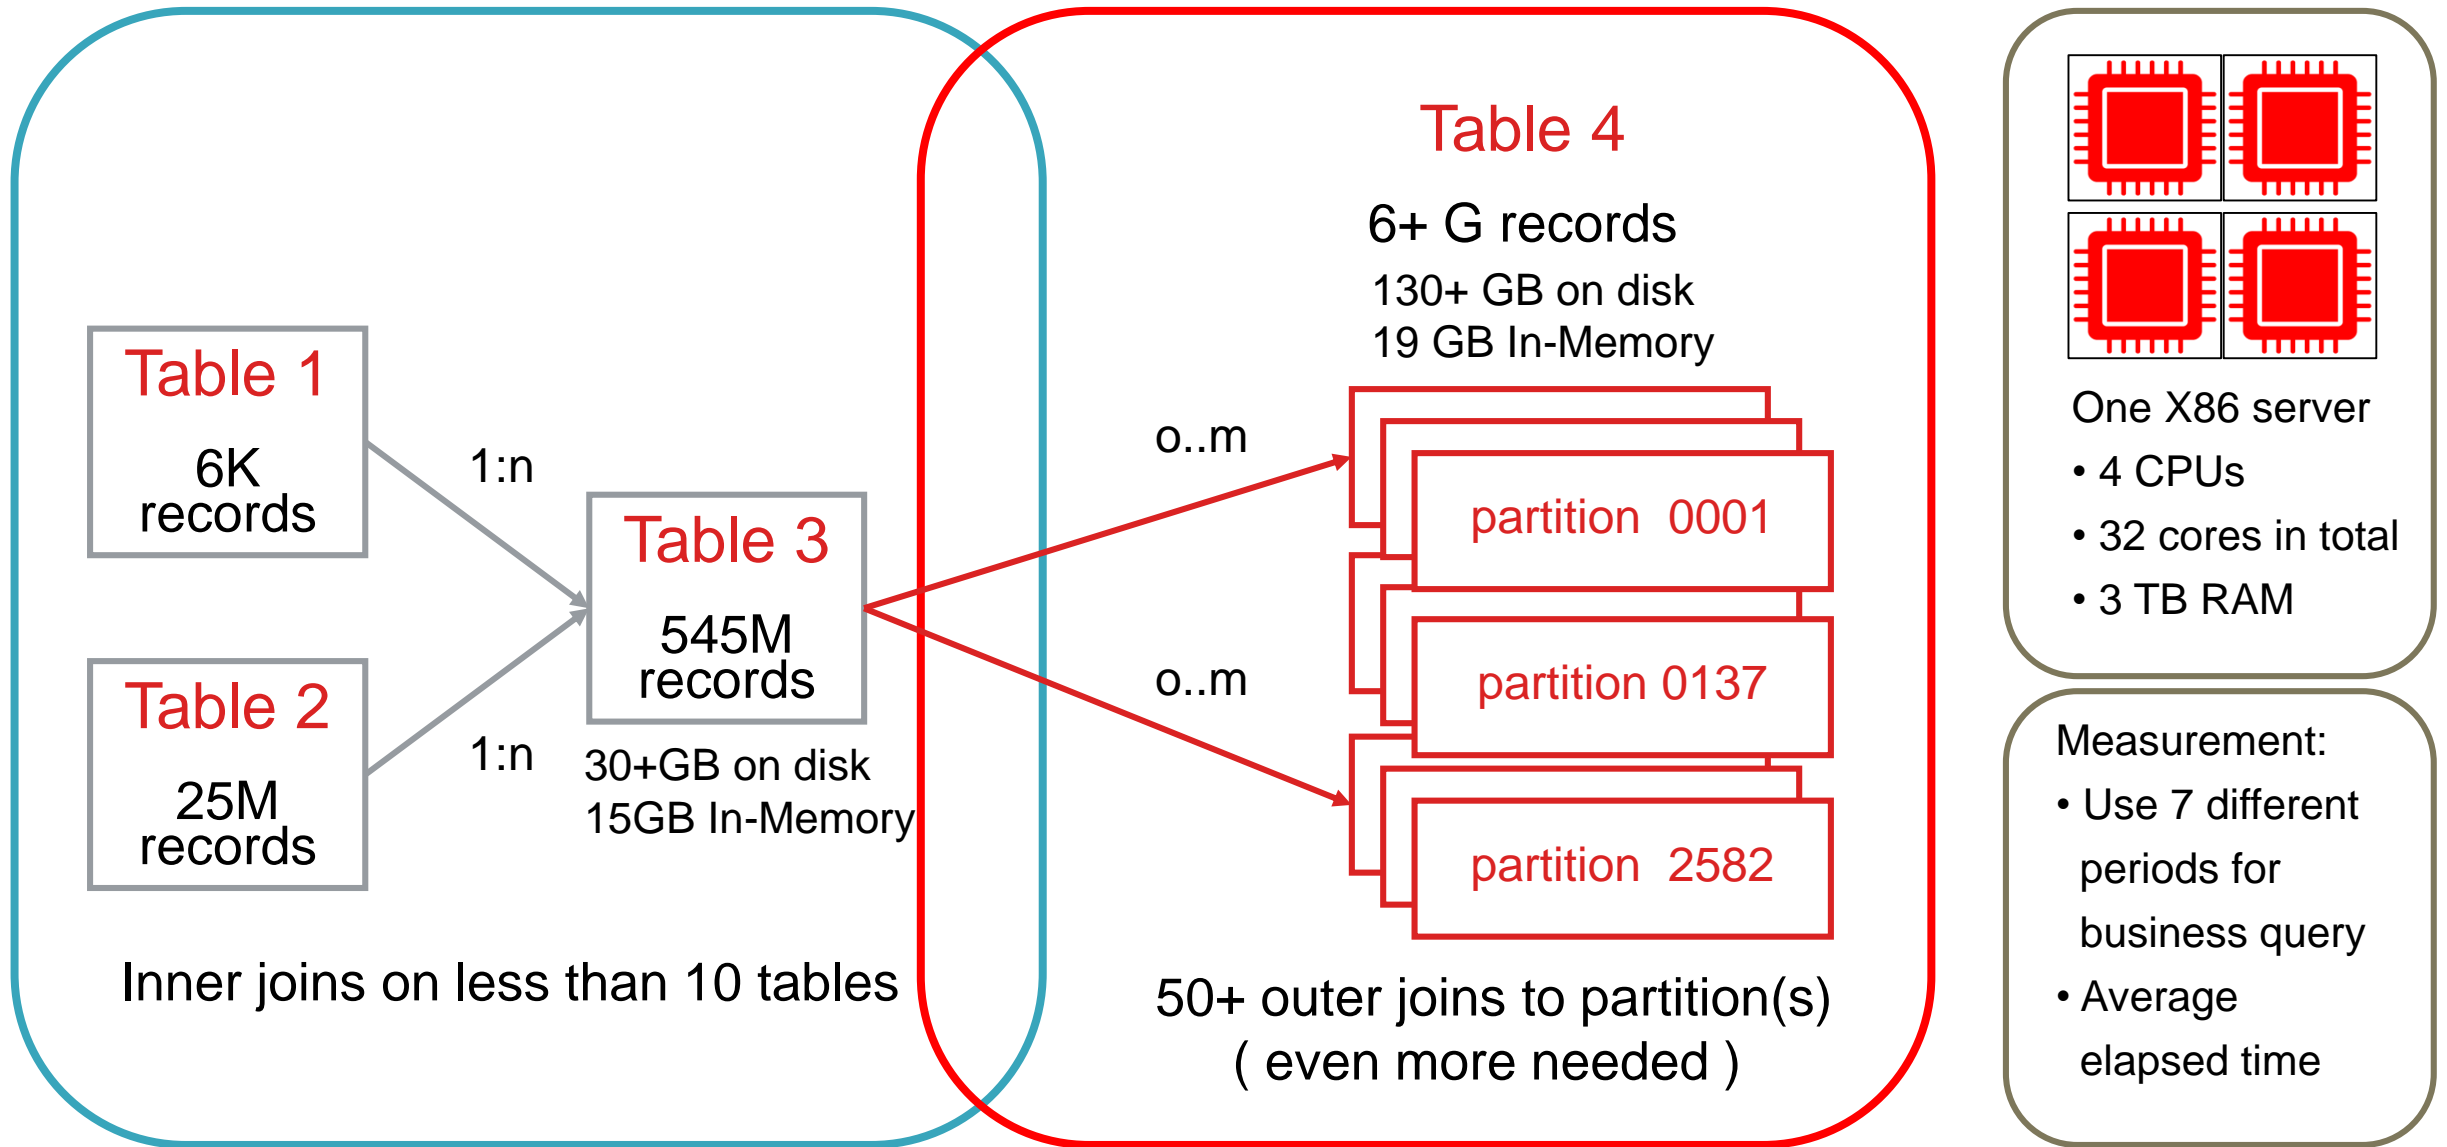 Table 1
6K
records
1:n
Table 2
25M
records
1:n
Table 3
545M
records
30+GB on disk
15GB In-Memory
Inner joins on less than 10 tables
Table 4
6+ G records
130+ GB on disk
19 GB In-Memory
o..m
o..m
partition 0001
partition 0137
partition 2582
50+ outer joins to partition(s)
( even more needed )
One X86 server
• 4 CPUs
• 32 cores in total
• 3 TB RAM
Measurement:
• Use 7 different
periods for
business query
• Average
elapsed time